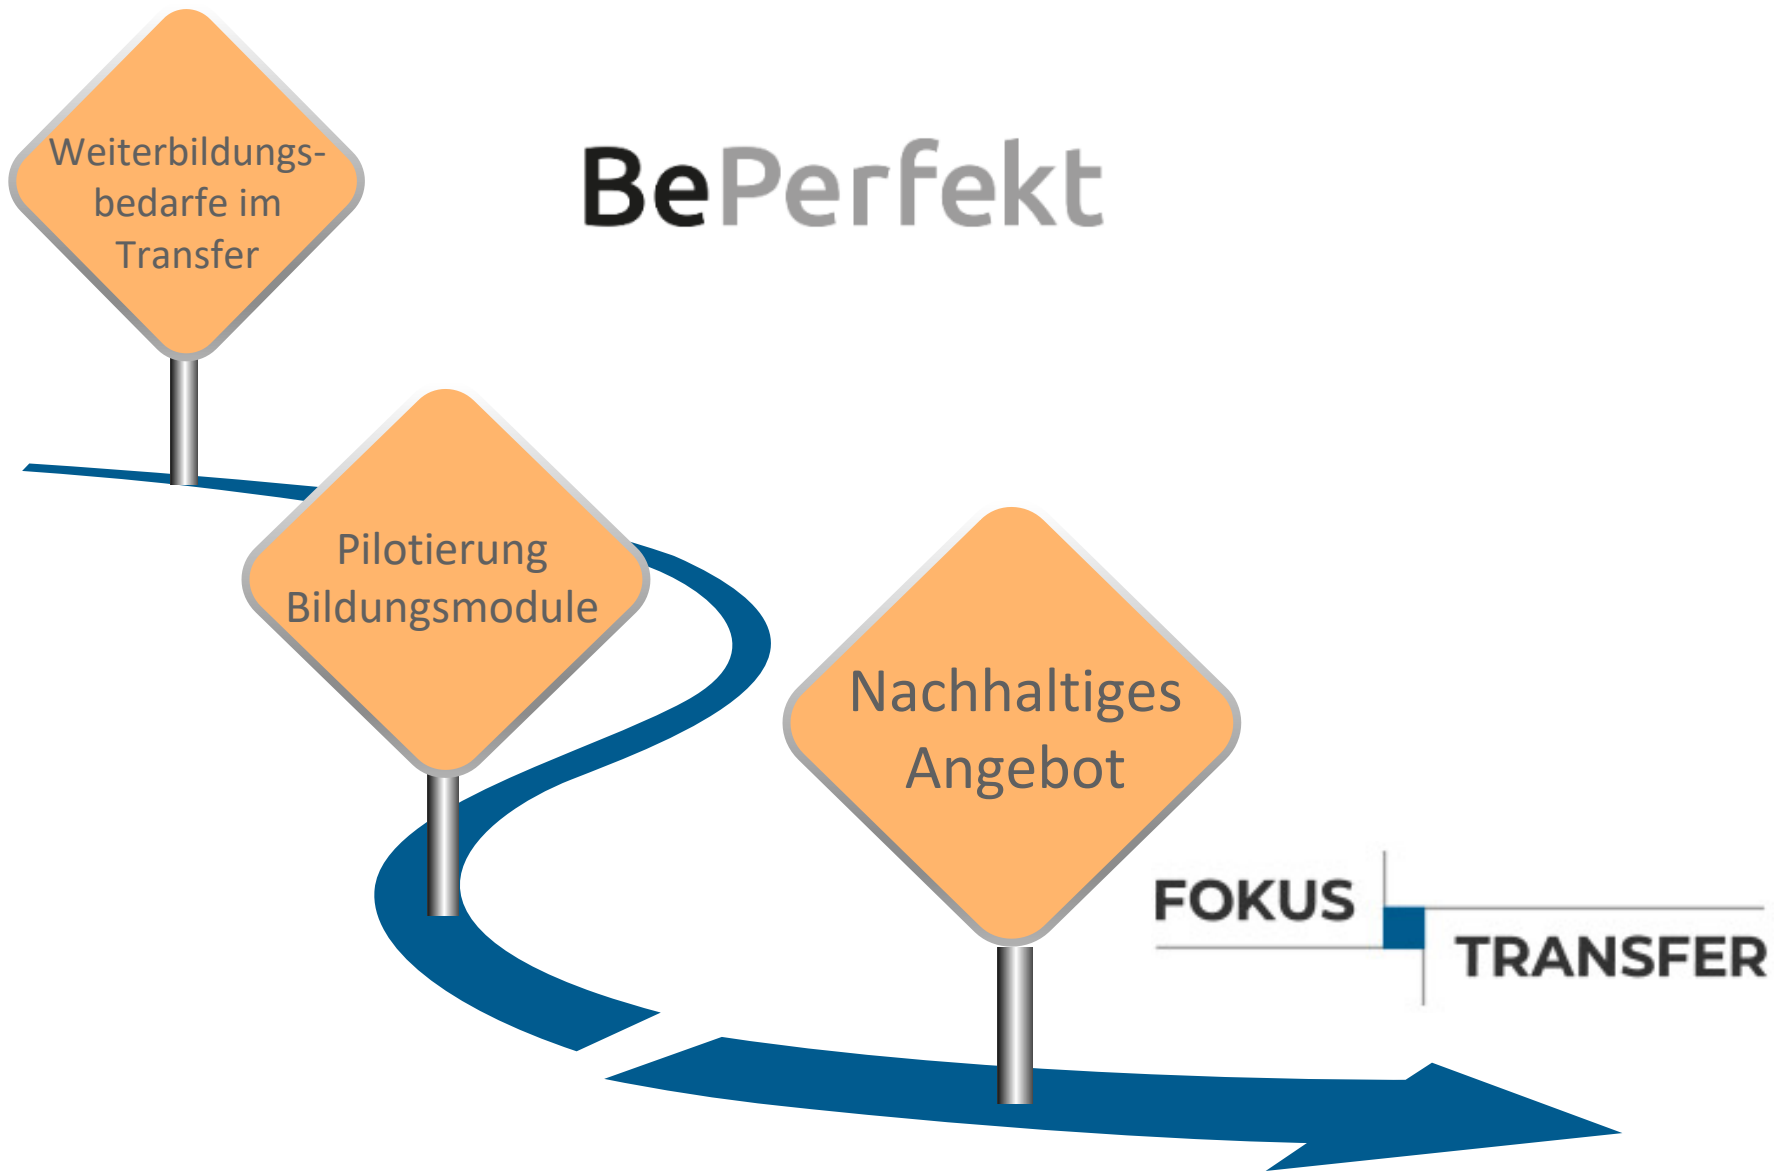 Weiterbildungs-
bedarfe im
Transfer
BePerfekt
Pilotierung
Bildungsmodule
Nachhaltiges
Angebot
FOKUS
TRANSFER